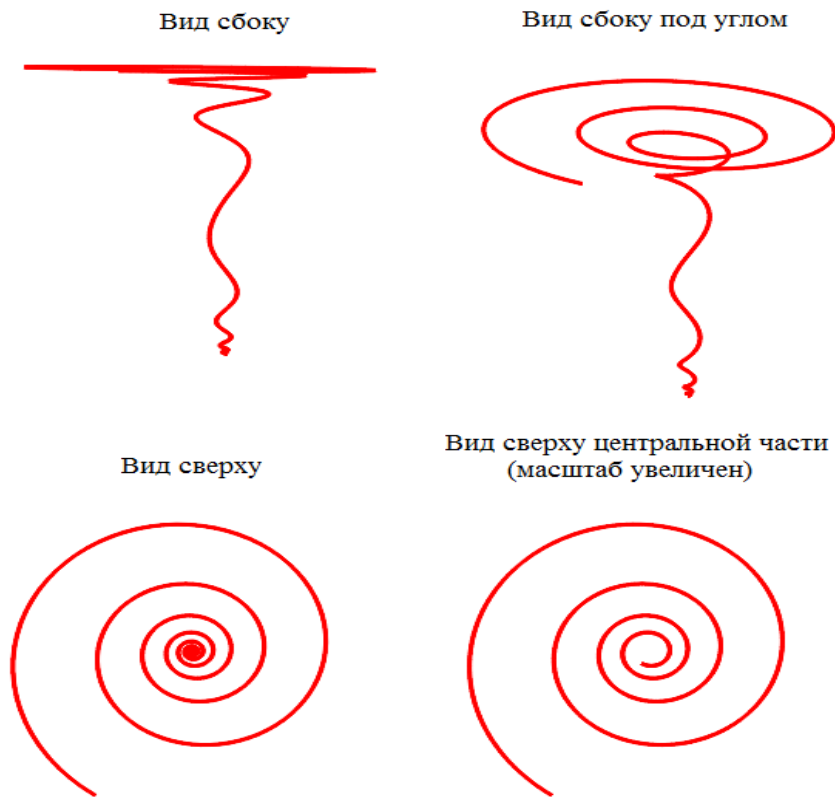 Вид сбоку
Вид сбоку под углом
Вид сверху
Вид сверху центральной части
(масштаб увеличен)